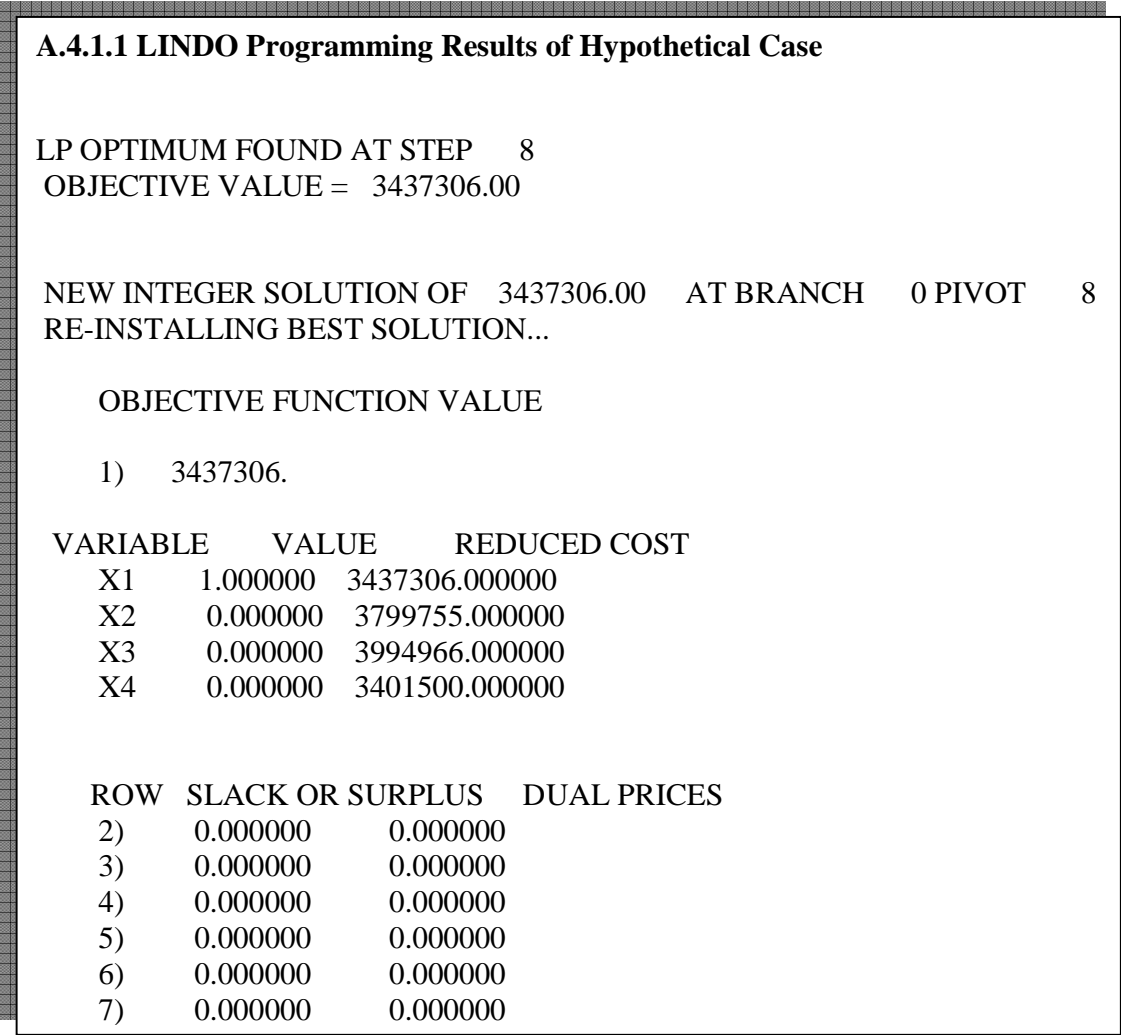 A.4.1.1 LINDO Programming Results of Hypothetical Case
LP OPTIMUM FOUND AT STEP 8
OBJECTIVE VALUE = 3437306.00
NEW INTEGER SOLUTION OF 3437306.00 AT BRANCH 0 PIVOT 8
RE-INSTALLING BEST SOLUTION...
OBJECTIVE FUNCTION VALUE
1) 3437306.
VARIABLE VALUE REDUCED COST
X1 1.000000 3437306.000000
X2 0.000000 3799755.000000
X3 0.000000 3994966.000000
X4 0.000000 3401500.000000
ROW SLACK OR SURPLUS DUAL PRICES
2) 0.000000 0.000000
3) 0.000000 0.000000
4) 0.000000 0.000000
5) 0.000000 0.000000
6) 0.000000 0.000000
7) 0.000000 0.000000